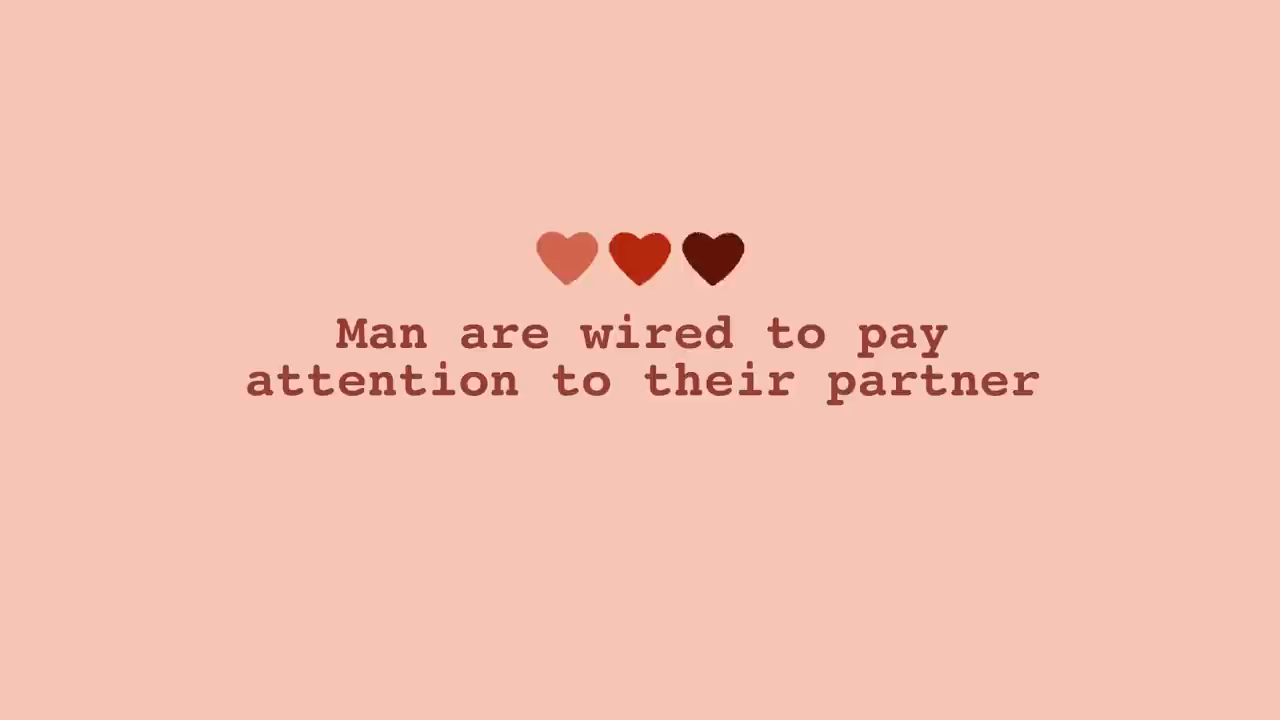 Man are wired to pay
attention to their partner